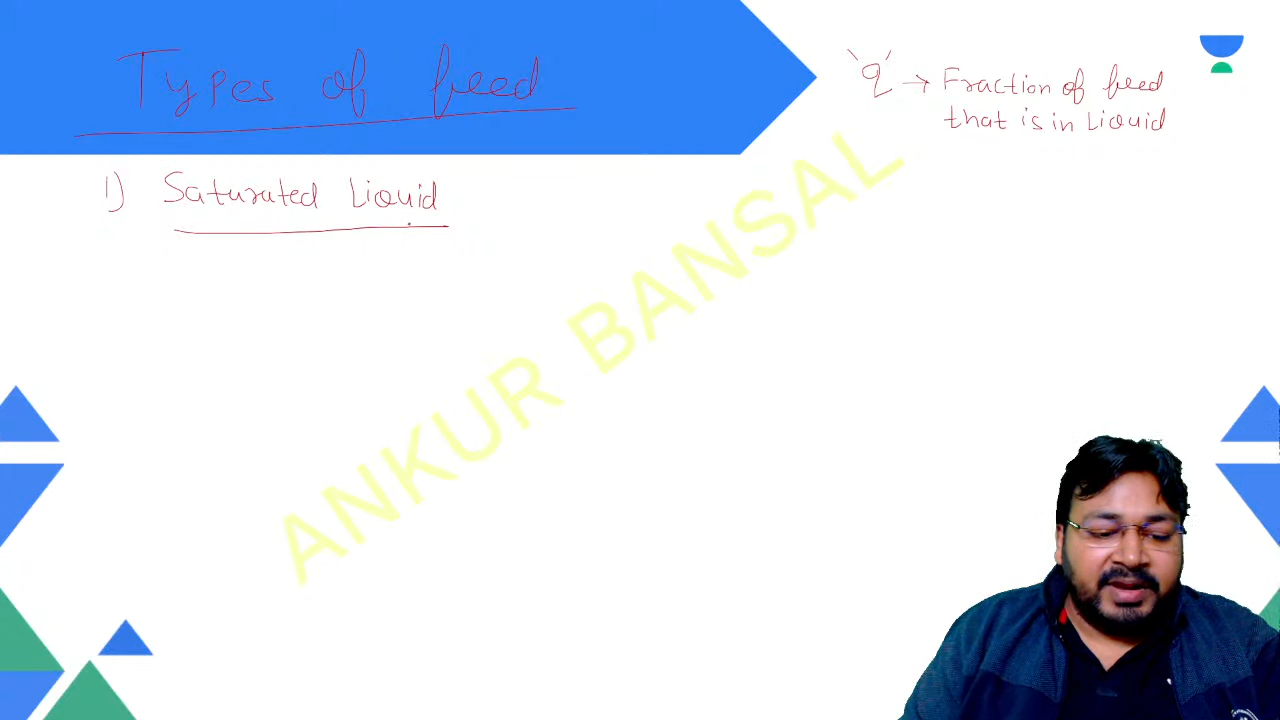 Types of feed
'q' → Fraction of feed
that is in Liquid
1) Saturated Liquid
ANKUR BANSAL